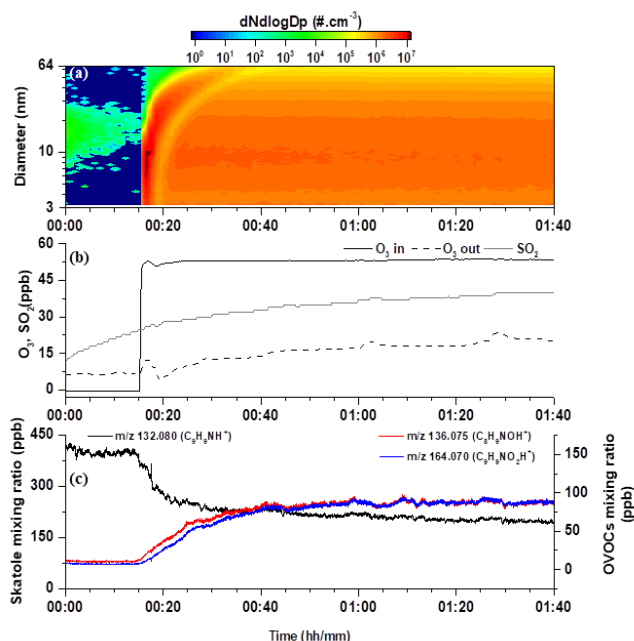 dNdlogDp (#.cm⁻³)
10⁰ 10¹ 10² 10³ 10⁴ 10⁵ 10⁶ 10⁷
(a)
Diameter (nm)
64
10
3
00:00 00:20 00:40 01:00 01:20 01:40
(b)
O₃ in O₃ out SO₂
O₃, SO₂(ppb)
60
45
30
15
0
00:00 00:20 00:40 01:00 01:20 01:40
m/z 132.080 (C₉H₉NH⁺) m/z 136.075 (C₈H₉NOH⁺)
m/z 164.070 (C₉H₉NO₂H⁺)
(c)
Skatole mixing ratio (ppb)
450
300
150
0
OVOCs mixing ratio
(ppb)
150
100
50
0
00:00 00:20 00:40 01:00 01:20 01:40
Time (hh/mm)